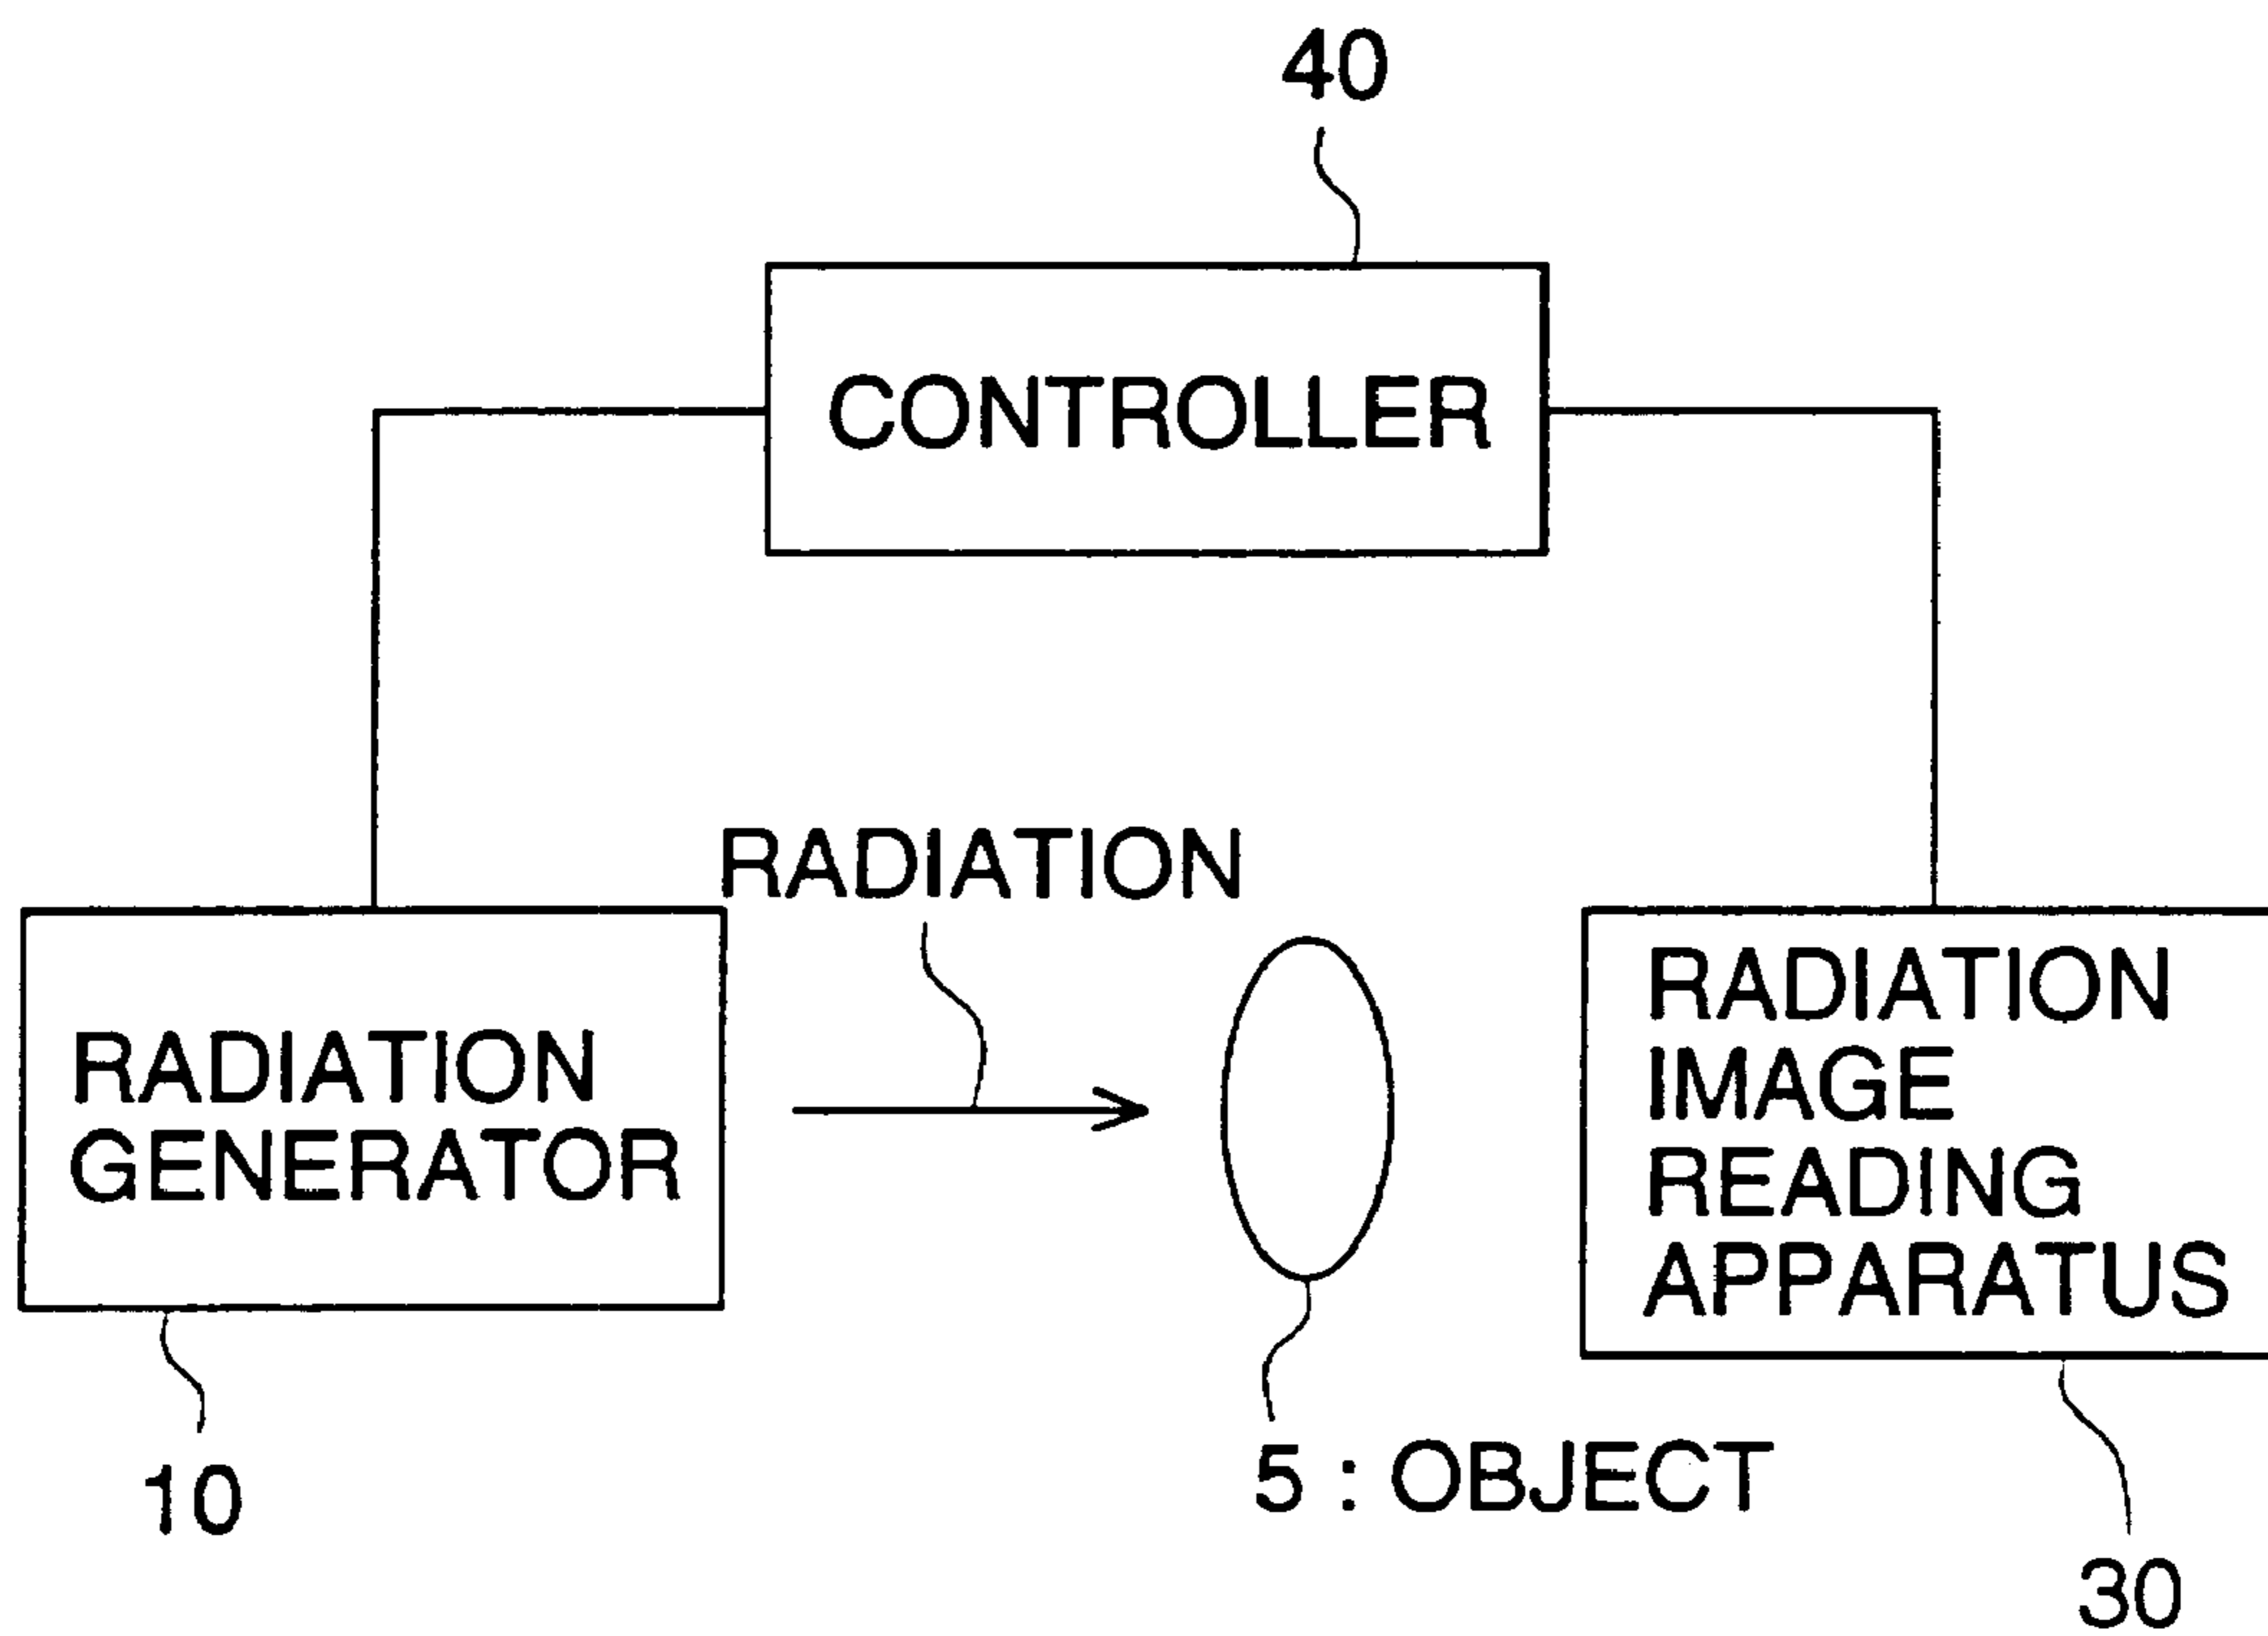 40
CONTROLLER
RADIATION
RADIATION
GENERATOR
RADIATION
IMAGE
READING
APPARATUS
5 : OBJECT
10
30